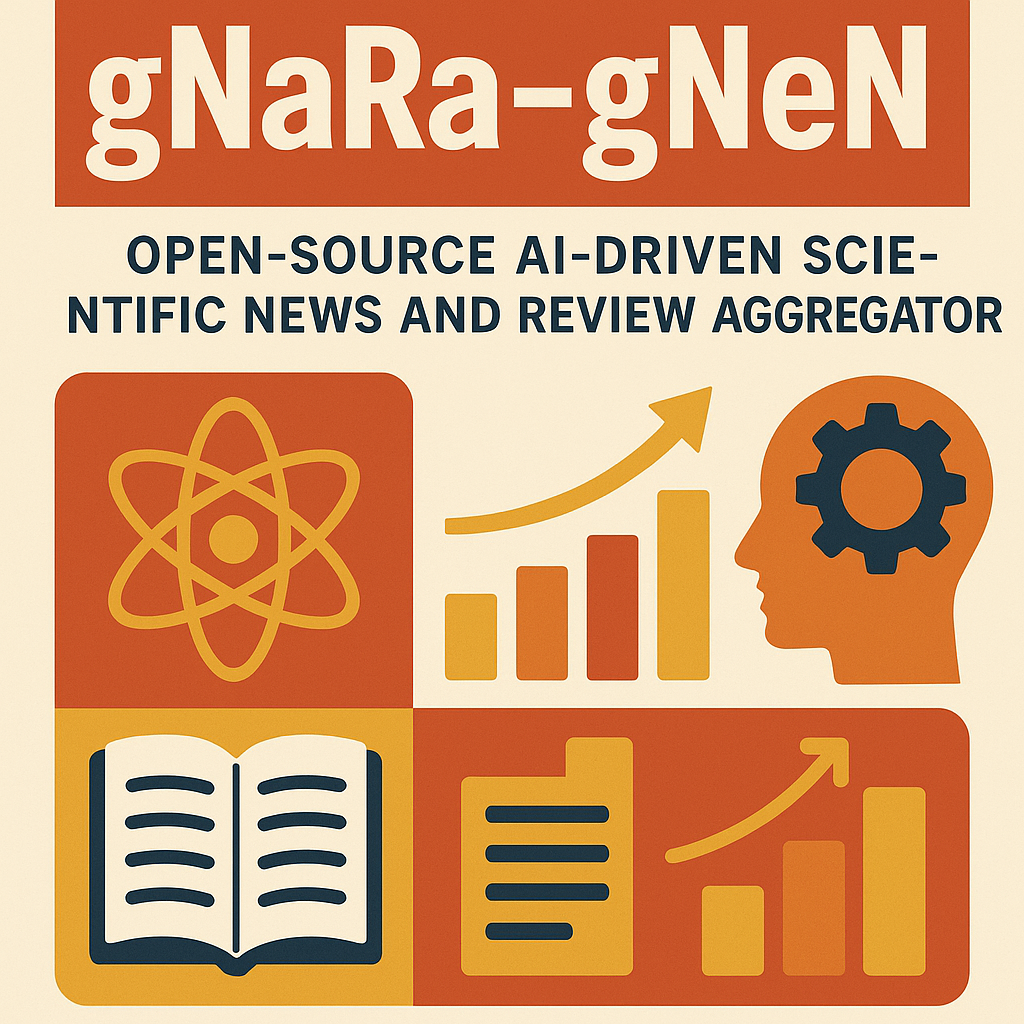 gNaRa-gNeN
OPEN-SOURCE AI-DRIVEN SCIE-
NTIFIC NEWS AND REVIEW AGGREGATOR